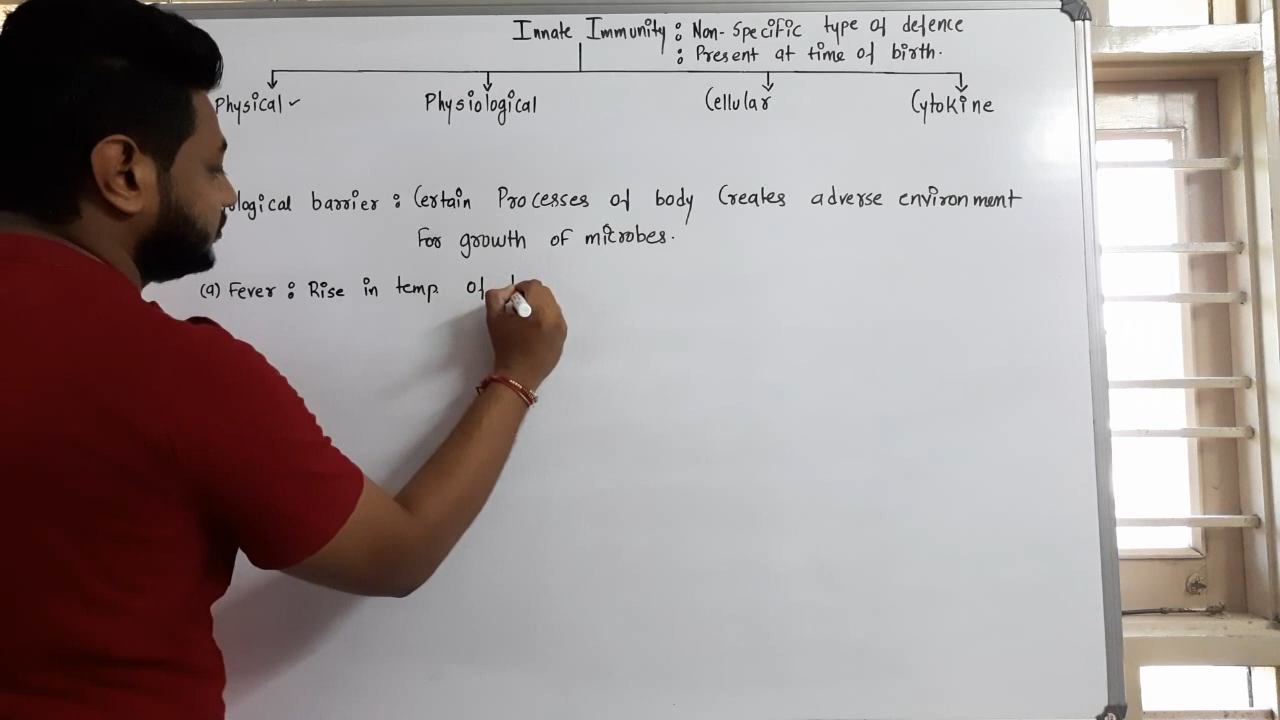 Innate Immunity : Non-Specific type of defence
: Present at time of birth.
Physical ✓ Physiological Cellular Cytokine
ological barrier : Certain Processes of body Creates adverse environment
For growth of microbes.
(a) Fever : Rise in temp. of